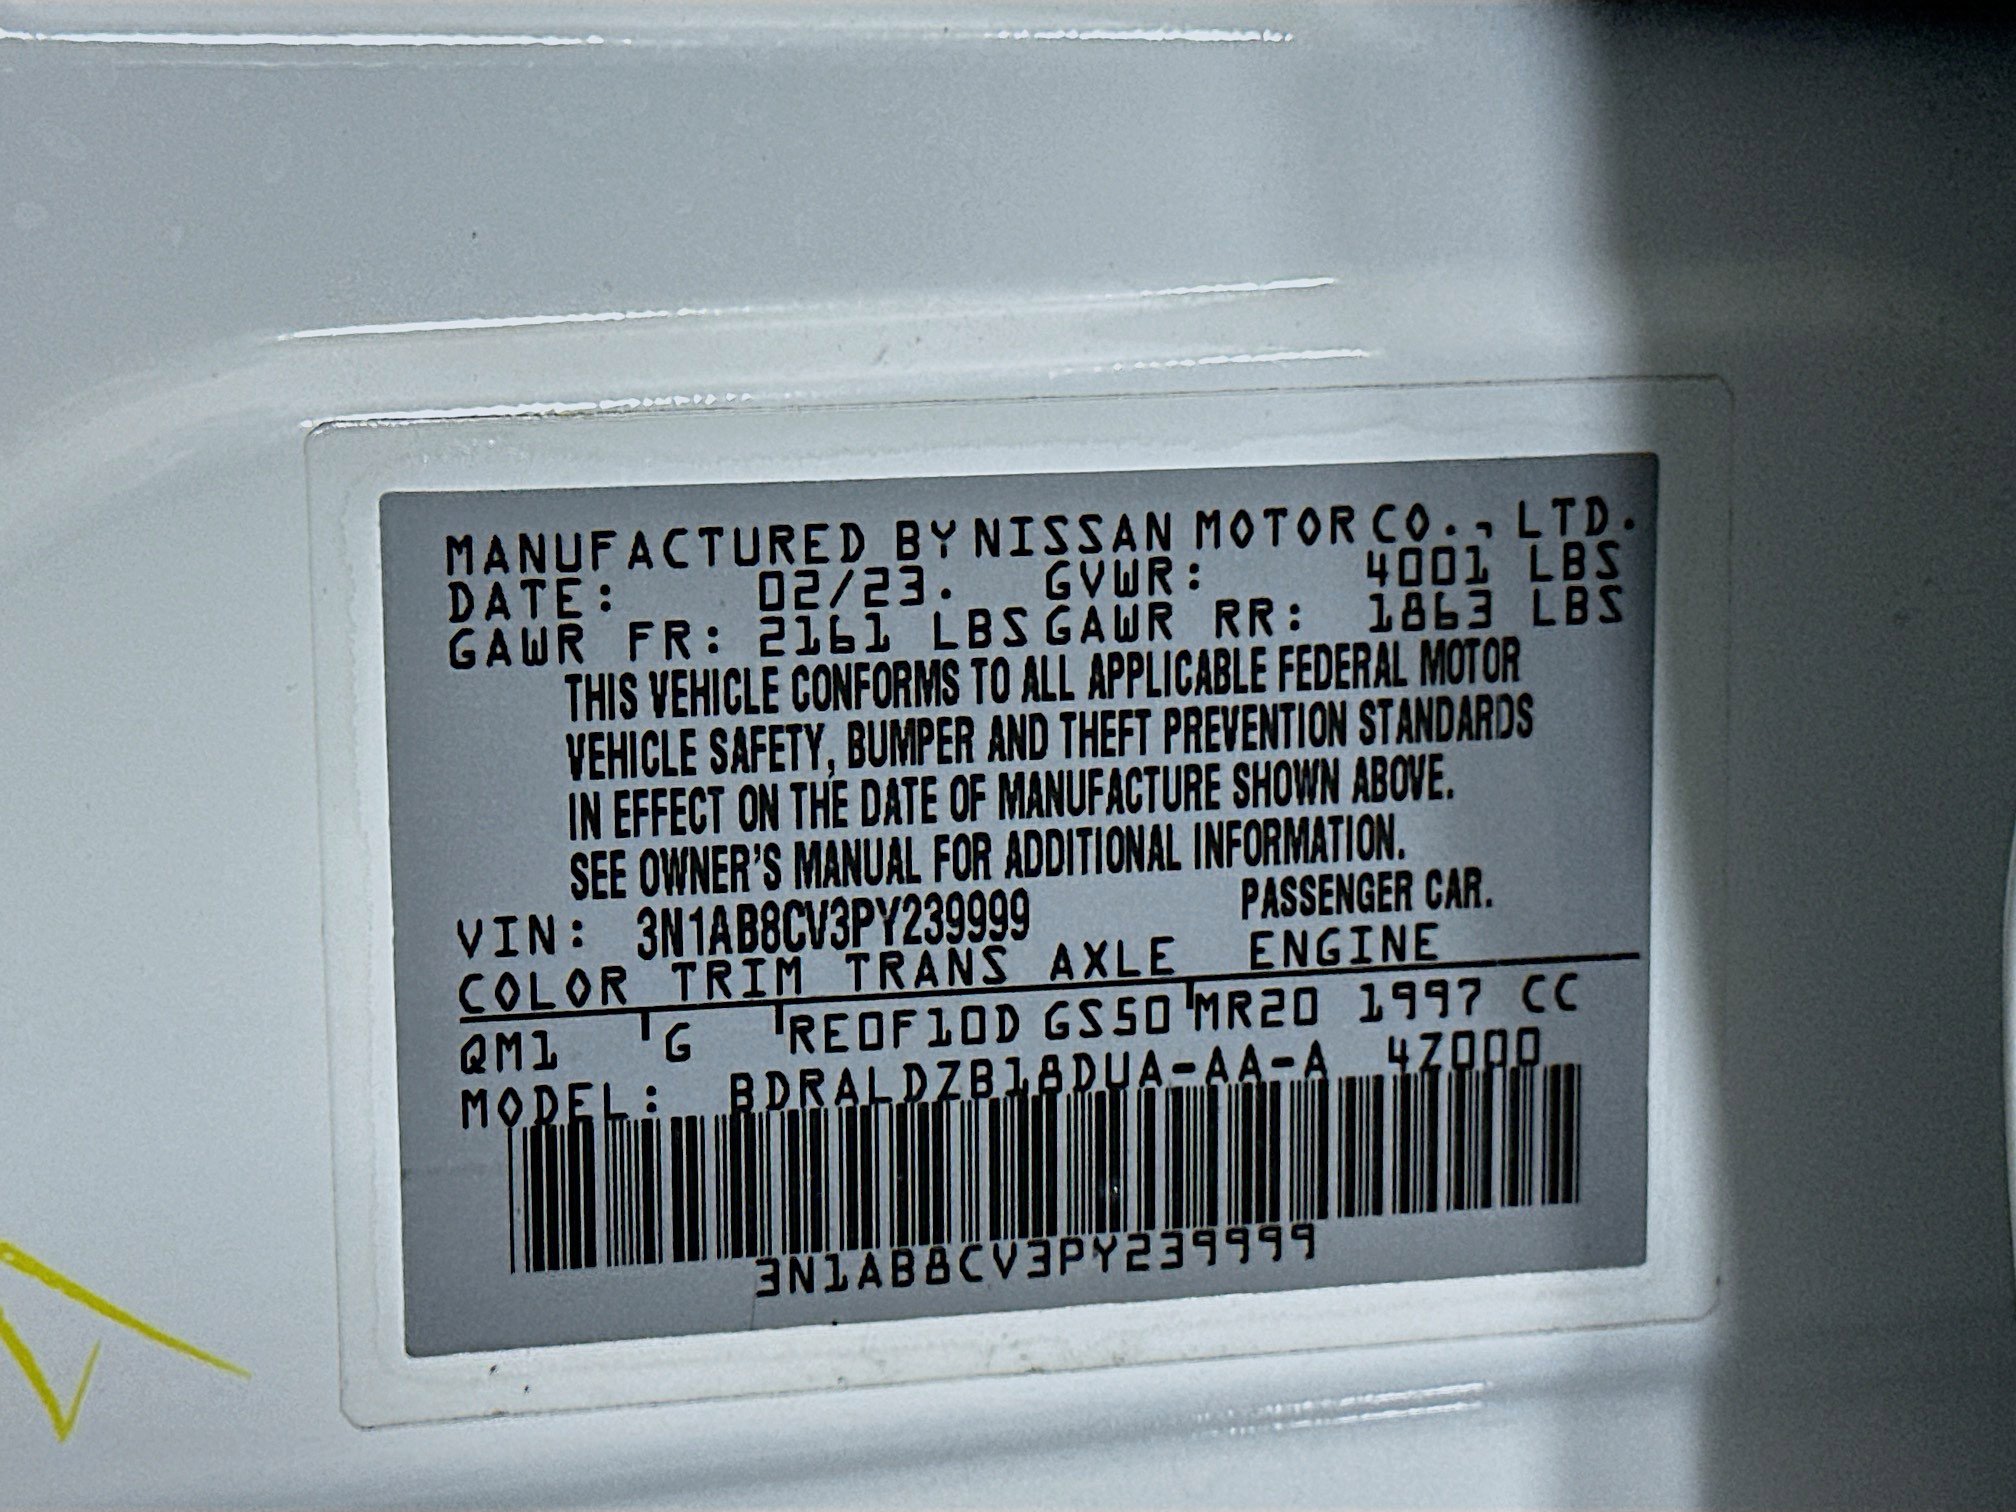 MANUFACTURED BY NISSAN MOTOR CO., LTD.
DATE: 02/23. GVWR: 4001 LBS
GAWR FR: 2161 LBS GAWR RR: 1863 LBS
THIS VEHICLE CONFORMS TO ALL APPLICABLE FEDERAL MOTOR
VEHICLE SAFETY, BUMPER AND THEFT PREVENTION STANDARDS
IN EFFECT ON THE DATE OF MANUFACTURE SHOWN ABOVE.
SEE OWNER'S MANUAL FOR ADDITIONAL INFORMATION.
VIN: 3N1AB8CV3PY239999 PASSENGER CAR.
COLOR TRIM TRANS AXLE ENGINE
QM1 G RE0F10D GS50 MR20 1997 CC
MODEL: BDRALDZB18DUA-AA-A 4Z000
3N1AB8CV3PY239999